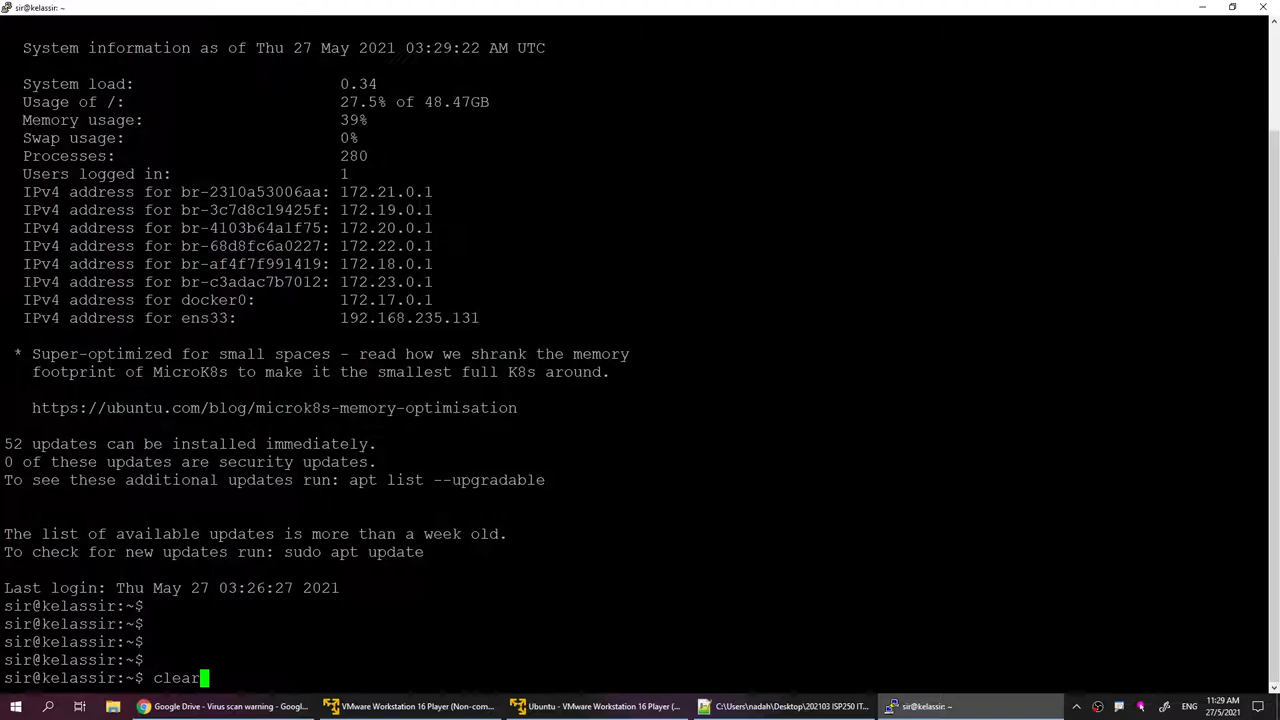 sir@kelassir: ~
System information as of Thu 27 May 2021 03:29:22 AM UTC
System load: 0.34
Usage of /: 27.5% of 48.47GB
Memory usage: 39%
Swap usage: 0%
Processes: 280
Users logged in: 1
IPv4 address for br-2310a53006aa: 172.21.0.1
IPv4 address for br-3c7d8c19425f: 172.19.0.1
IPv4 address for br-4103b64a1f75: 172.20.0.1
IPv4 address for br-68d8fc6a0227: 172.22.0.1
IPv4 address for br-af4f7f991419: 172.18.0.1
IPv4 address for br-c3adac7b7012: 172.23.0.1
IPv4 address for docker0: 172.17.0.1
IPv4 address for ens33: 192.168.235.131
* Super-optimized for small spaces - read how we shrank the memory
footprint of MicroK8s to make it the smallest full K8s around.
https://ubuntu.com/blog/microk8s-memory-optimisation
52 updates can be installed immediately.
0 of these updates are security updates.
To see these additional updates run: apt list --upgradable
The list of available updates is more than a week old.
To check for new updates run: sudo apt update
Last login: Thu May 27 03:26:27 2021
sir@kelassir:~$
sir@kelassir:~$
sir@kelassir:~$
sir@kelassir:~$
sir@kelassir:~$ clear
Google Drive - Virus scan warning - Googl... VMware Workstation 16 Player (Non-com... Ubuntu - VMware Workstation 16 Player (... C:\Users\nadah\Desktop\202103 ISP250 IT... sir@kelassir: ~ ENG 11:29 AM
27/5/2021